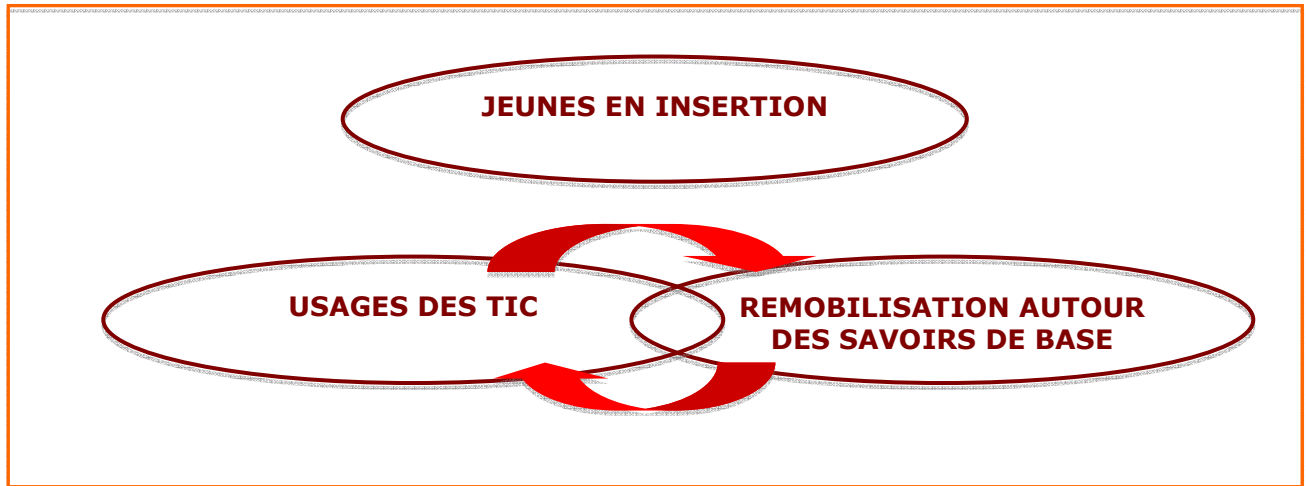 JEUNES EN INSERTION
USAGES DES TIC
REMOBILISATION AUTOUR
DES SAVOIRS DE BASE